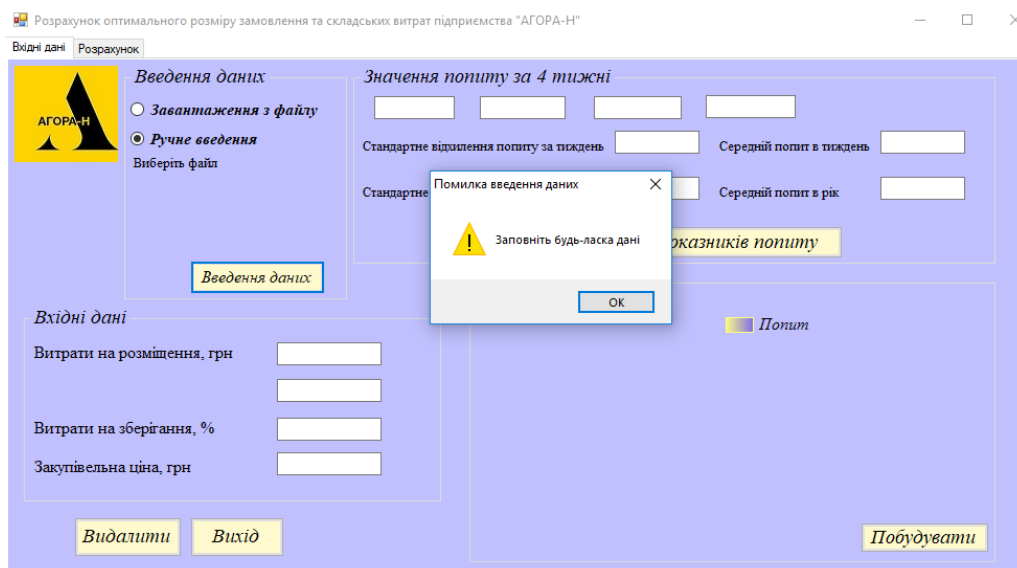 Розрахунок оптимального розміру замовлення та складських витрат підприємства "АГОРА-Н"
Вхідні дані Розрахунок
АГОРА-Н
Введення даних
Завантаження з файлу
Ручне введення
Виберіть файл
Введення даних
Значення попиту за 4 тижні
Стандартне відхилення попиту за тиждень
Середній попит в тиждень
Стандартне
Середній попит в рік
попиту
Помилка введення даних
Заповніть будь-ласка дані
OK
Вхідні дані
Витрати на розміщення, грн
Витрати на зберігання, %
Закупівельна ціна, грн
Попит
Видалити
Вихід
Побудувати